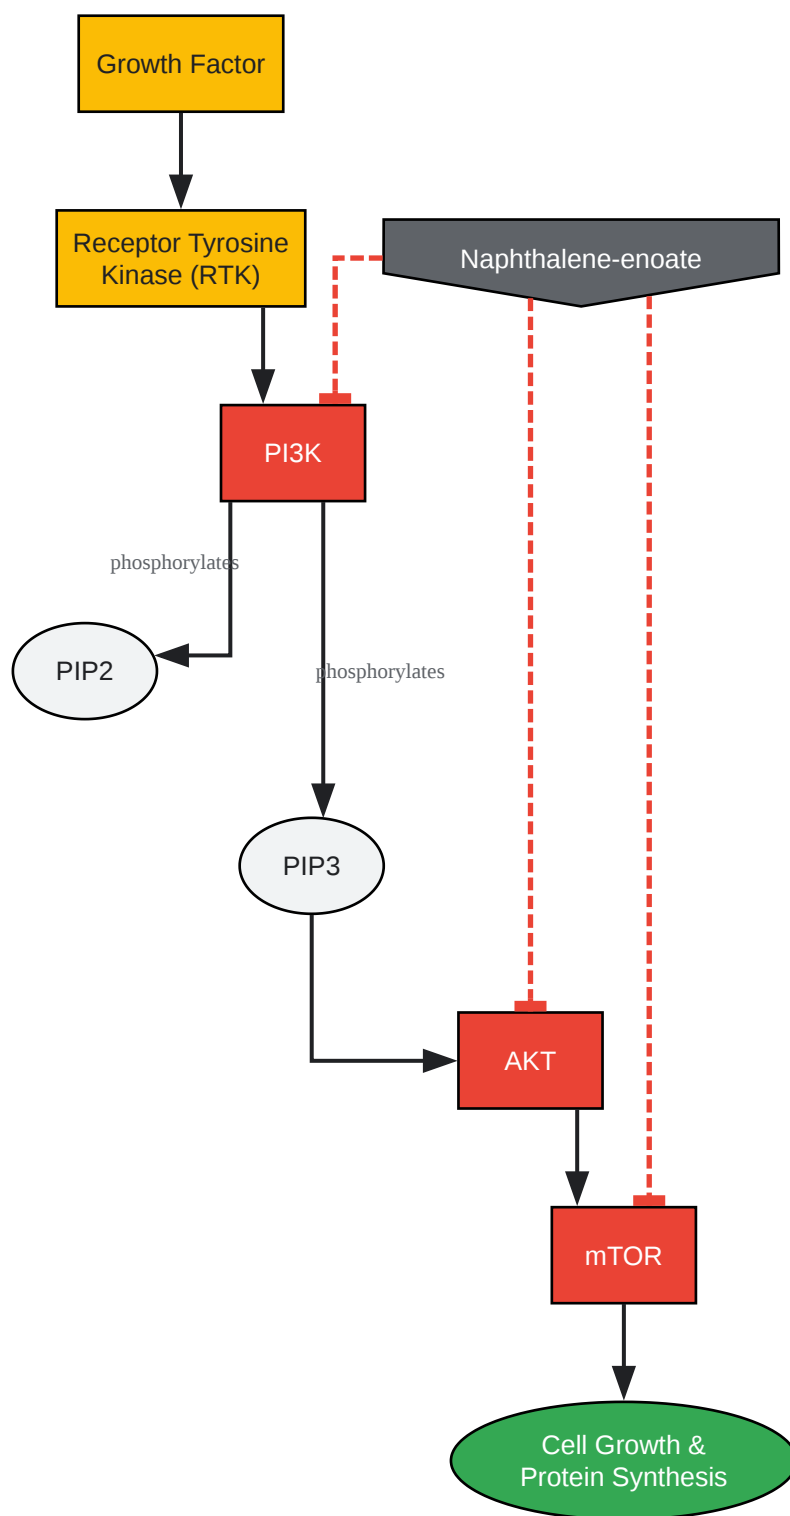 Growth Factor
Receptor Tyrosine
Kinase (RTK)
Naphthalene-enoate
PI3K
phosphorylates
PIP2
phosphorylates
PIP3
AKT
mTOR
Cell Growth &
Protein Synthesis